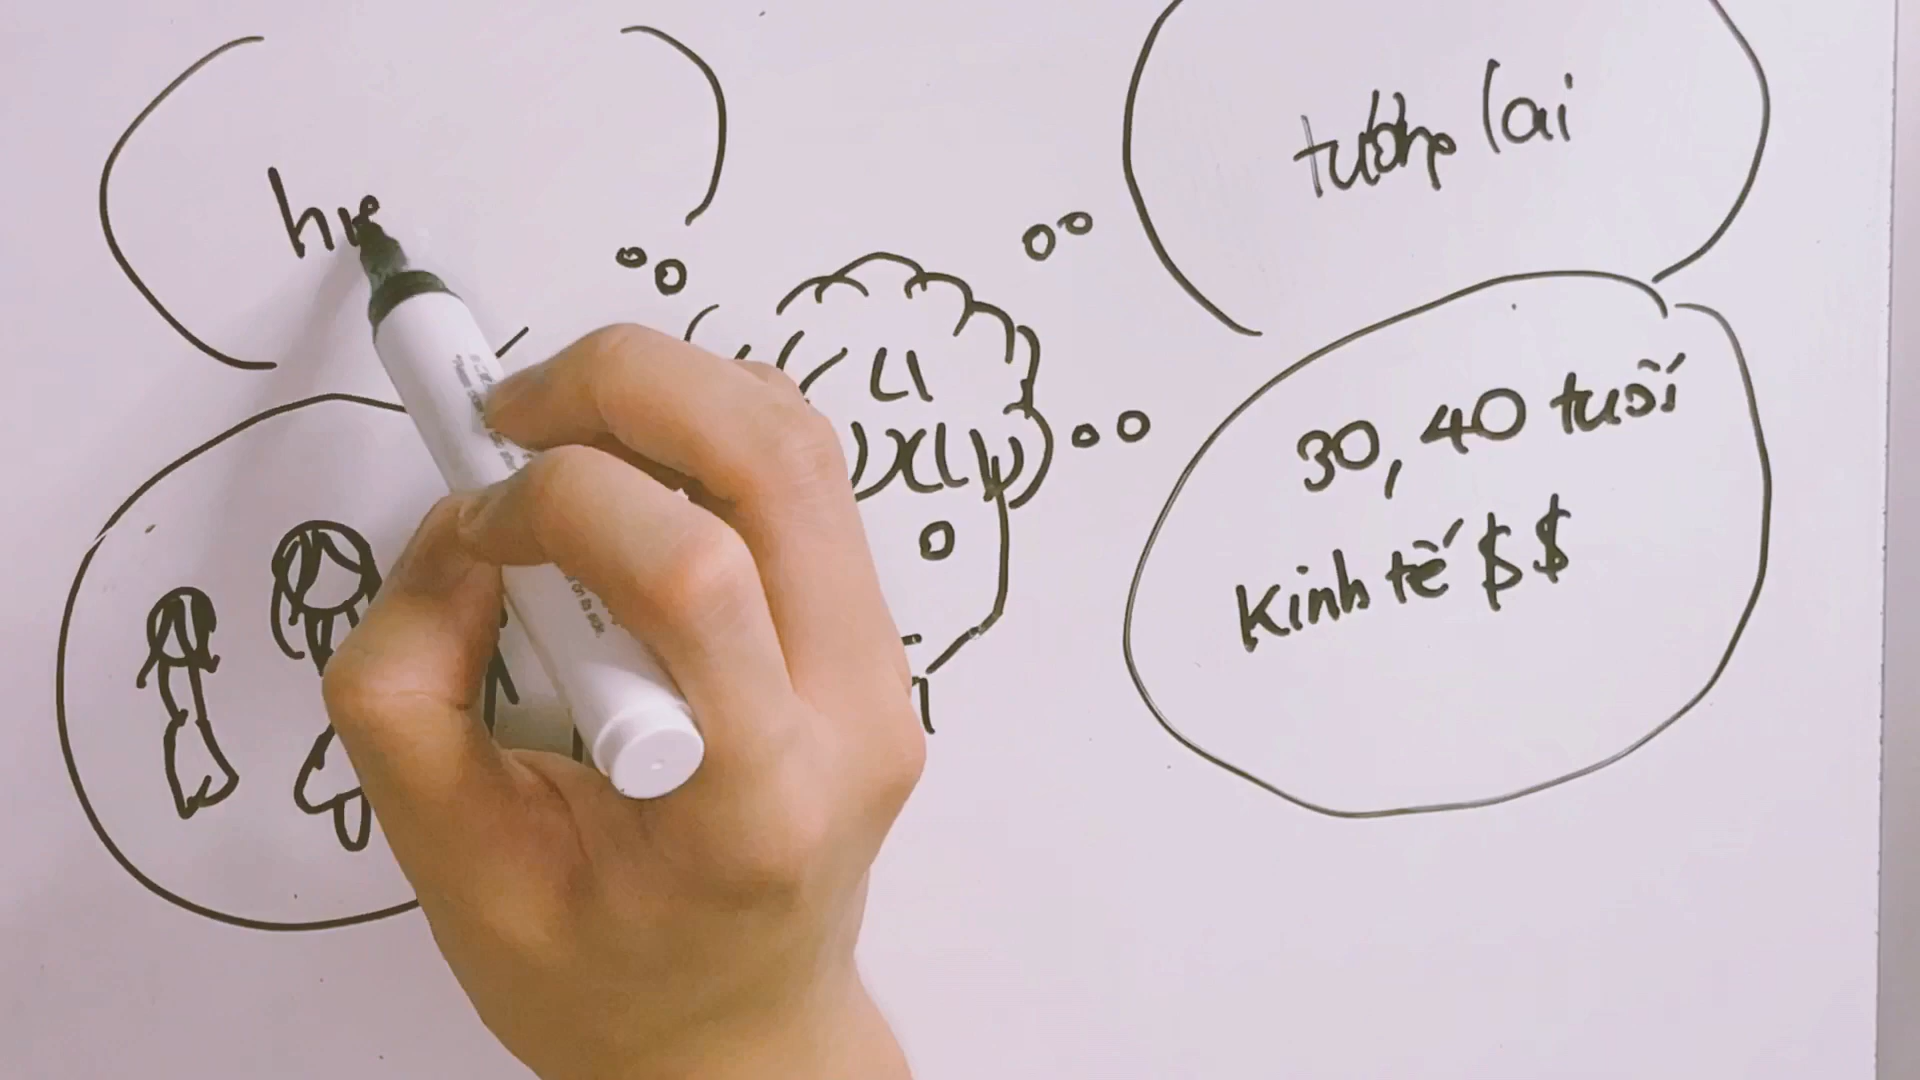 tương lai
30, 40 tuổi
Kinh tế $ $